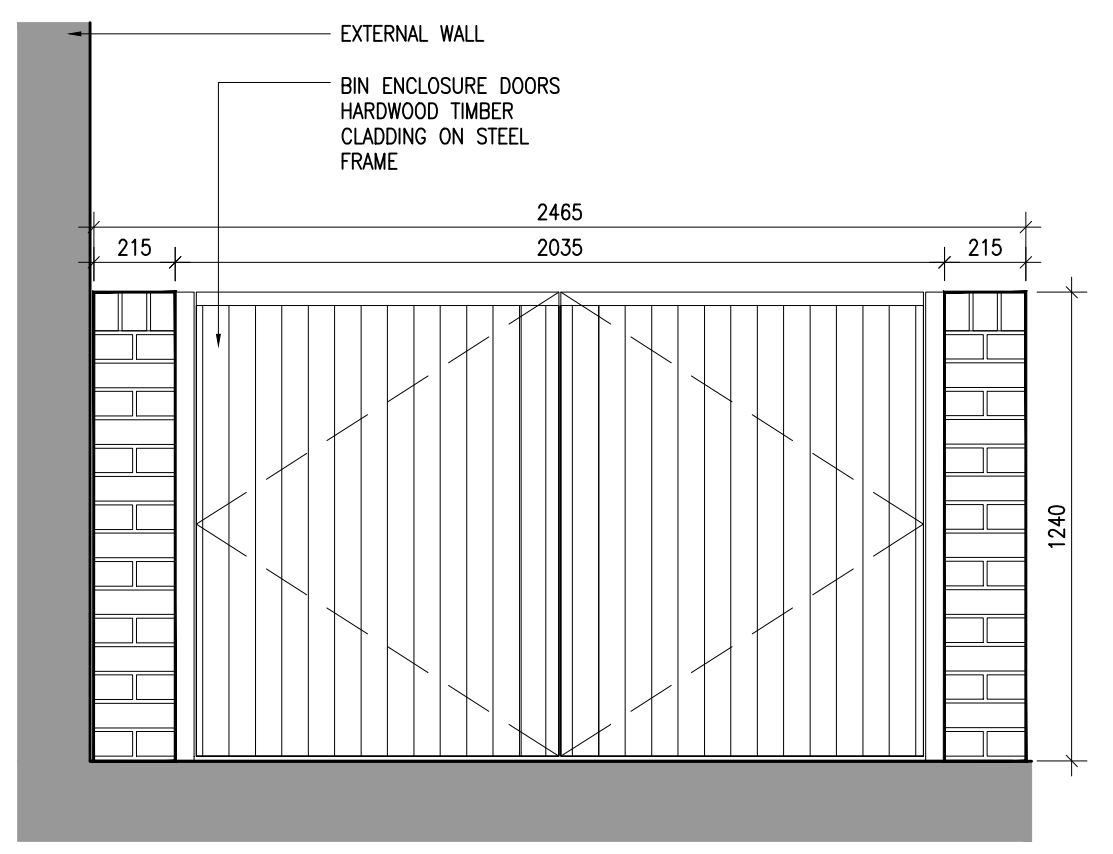 EXTERNAL WALL
BIN ENCLOSURE DOORS
HARDWOOD TIMBER
CLADDING ON STEEL
FRAME
2465
215
2035
215
1240